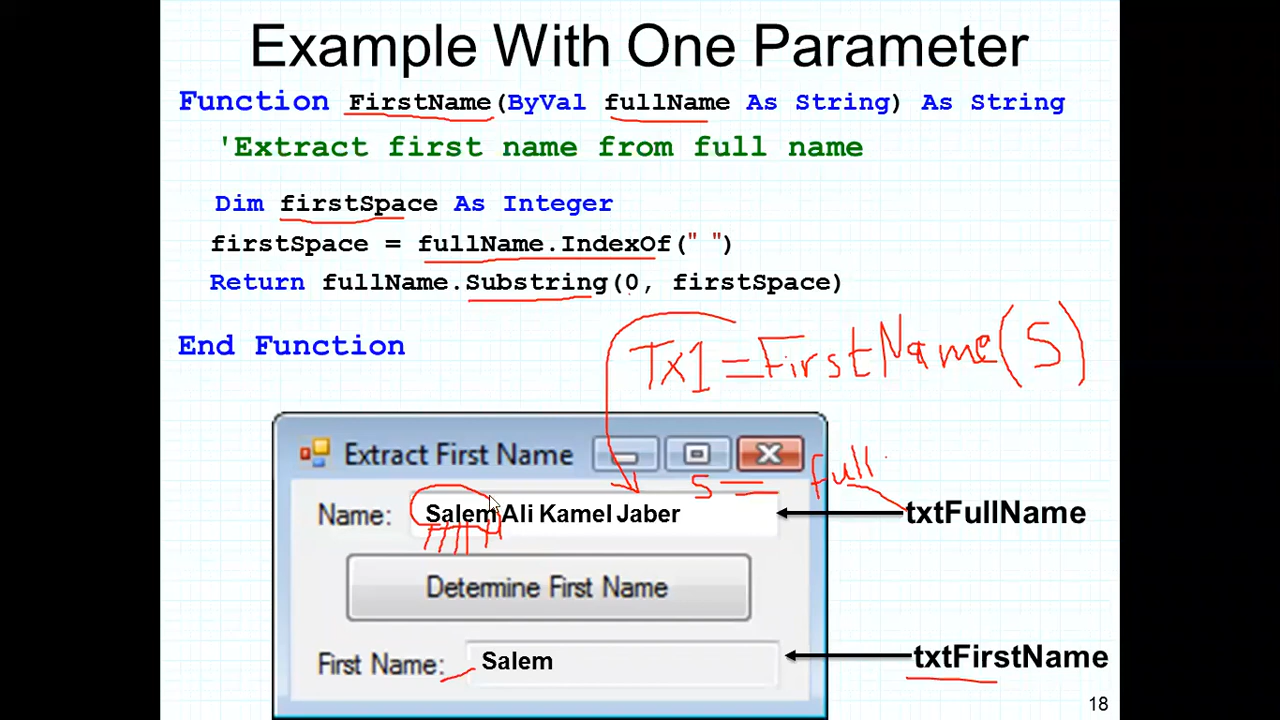 Example With One Parameter
Function FirstName(ByVal fullName As String) As String
'Extract first name from full name
Dim firstSpace As Integer
firstSpace = fullName.IndexOf(" ")
Return fullName.Substring(0, firstSpace)
End Function
Tx1=FirstName(S)
Extract First Name
s= full
Name: Salem Ali Kamel Jaber
txtFullName
Determine First Name
First Name: Salem
txtFirstName
18